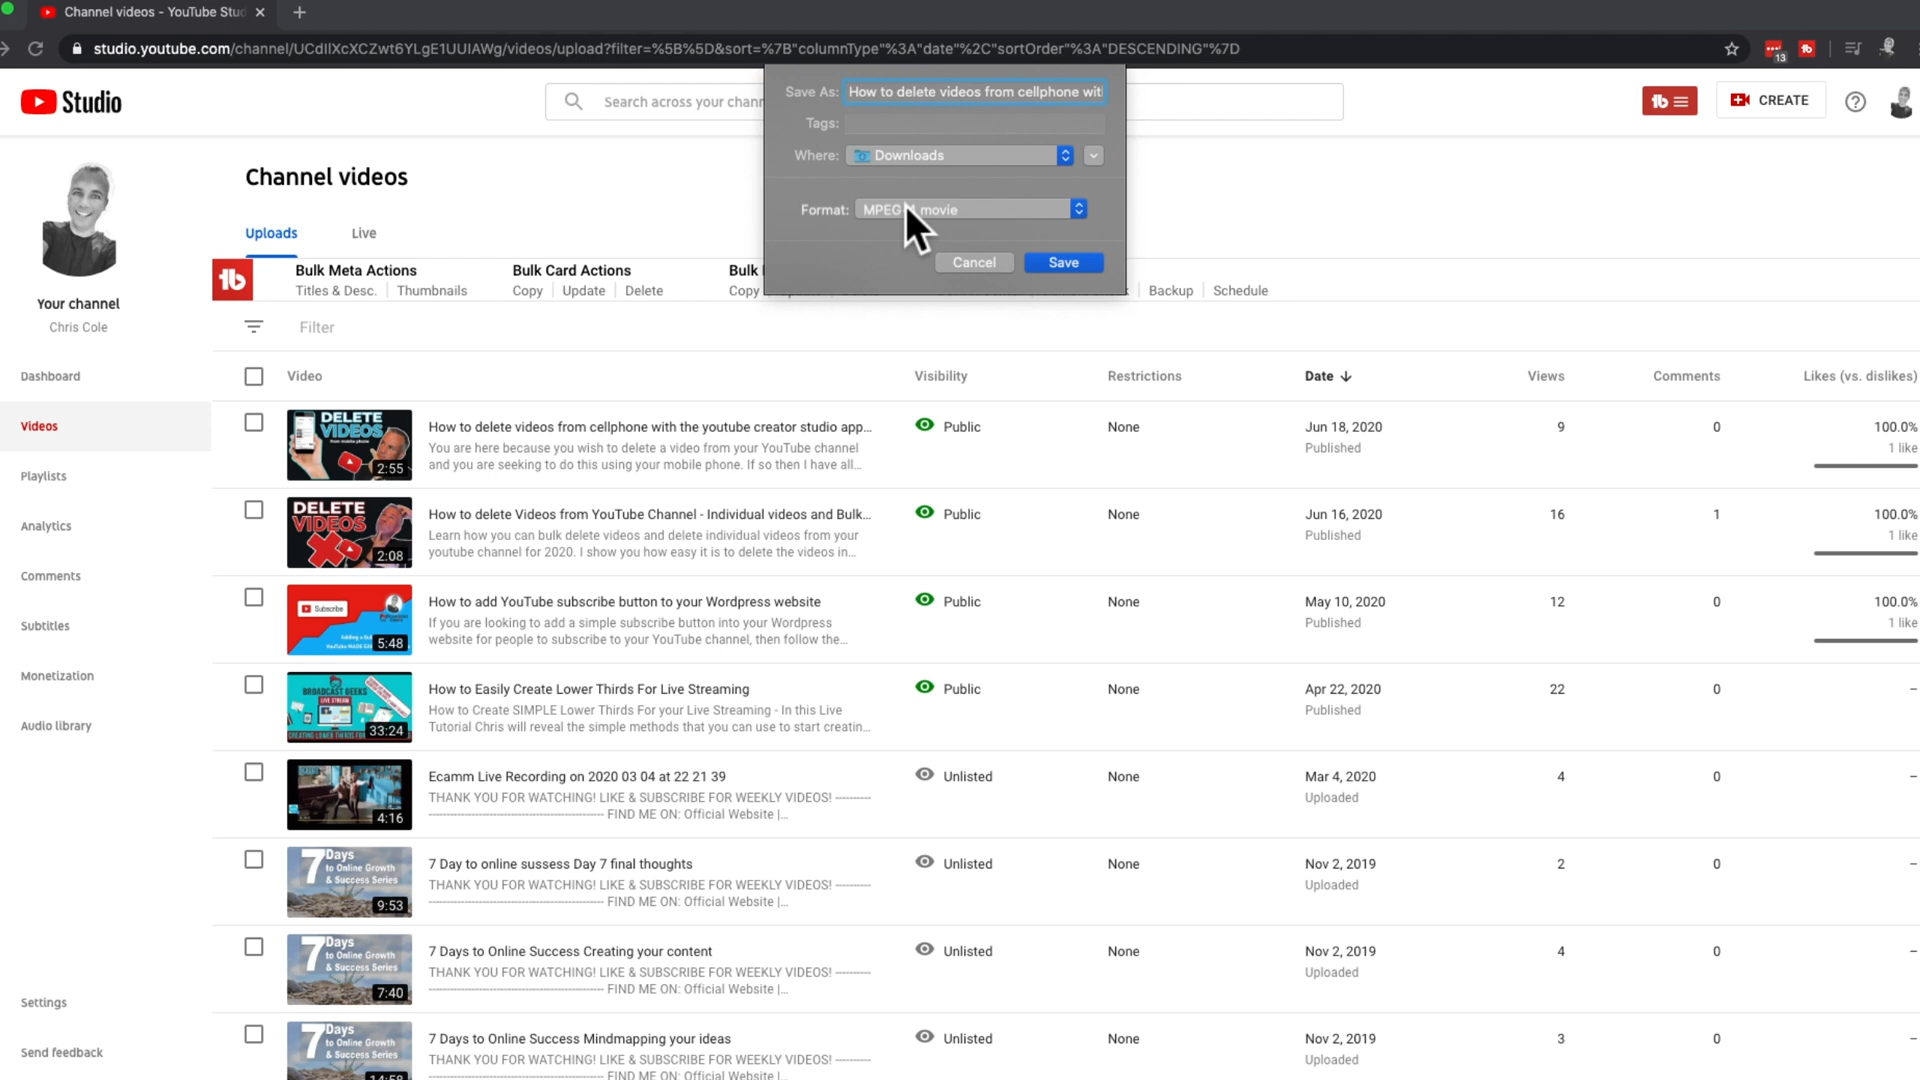 Channel videos - YouTube Stu
studio.youtube.com/channel/UCdIlXcXCZwt6YLgE1UUIAWg/videos/upload?filter=%5B%5D&sort=%7B"columnType"%3A"date"%2C"sortOrder"%3A"DESCENDING"%7D
13
Studio
Search across your chann
CREATE
Save As: How to delete videos from cellphone wit
Tags:
Where: Downloads
Format: MPEG movie
Cancel Save
Your channel
Chris Cole
Dashboard
Videos
Playlists
Analytics
Comments
Subtitles
Monetization
Audio library
Settings
Send feedback
Channel videos
Uploads Live
Bulk Meta Actions Bulk Card Actions Bulk
Titles & Desc. Thumbnails Copy Update Delete Copy Backup Schedule
Filter
Video Visibility Restrictions Date Views Comments Likes (vs. dislikes)
DELETE
VIDEOS
from mobile phone
2:55
How to delete videos from cellphone with the youtube creator studio app... Public None Jun 18, 2020 9 0 100.0%
You are here because you wish to delete a video from your YouTube channel Published 1 like
and you are seeking to do this using your mobile phone. If so then I have all...
DELETE
VIDEOS
2:08
How to delete Videos from YouTube Channel - Individual videos and Bulk... Public None Jun 16, 2020 16 1 100.0%
Learn how you can bulk delete videos and delete individual videos from your Published 1 like
youtube channel for 2020. I show you how easy it is to delete the videos in...
Subscribe
5:48
How to add YouTube subscribe button to your Wordpress website Public None May 10, 2020 12 0 100.0%
If you are looking to add a simple subscribe button into your Wordpress Published 1 like
website for people to subscribe to your YouTube channel, then follow the...
BROADCAST GEEKS
LIVE STREAM
CREATING LOWER THIRDS FOR
33:24
How to Easily Create Lower Thirds For Live Streaming Public None Apr 22, 2020 22 0 –
How to Create SIMPLE Lower Thirds For your Live Streaming - In this Live Published
Tutorial Chris will reveal the simple methods that you can use to start creatin...
4:16
Ecamm Live Recording on 2020 03 04 at 22 21 39 Unlisted None Mar 4, 2020 4 0 –
THANK YOU FOR WATCHING! LIKE & SUBSCRIBE FOR WEEKLY VIDEOS! ---------- Uploaded
------------------------------------------------ FIND ME ON: Official Website |...
7 Days
to Online Growth
& Success Series
9:53
7 Day to online sussess Day 7 final thoughts Unlisted None Nov 2, 2019 2 0 –
THANK YOU FOR WATCHING! LIKE & SUBSCRIBE FOR WEEKLY VIDEOS! ---------- Uploaded
------------------------------------------------ FIND ME ON: Official Website |...
7 Days
to Online Growth
& Success Series
7:40
7 Days to Online Success Creating your content Unlisted None Nov 2, 2019 4 0 –
THANK YOU FOR WATCHING! LIKE & SUBSCRIBE FOR WEEKLY VIDEOS! ---------- Uploaded
------------------------------------------------ FIND ME ON: Official Website |...
7 Days
to Online Growth
& Success Series
14:58
7 Days to Online Success Mindmapping your ideas Unlisted None Nov 2, 2019 3 0 –
THANK YOU FOR WATCHING! LIKE & SUBSCRIBE FOR WEEKLY VIDEOS! ---------- Uploaded
------------------------------------------------ FIND ME ON: Official Website |...